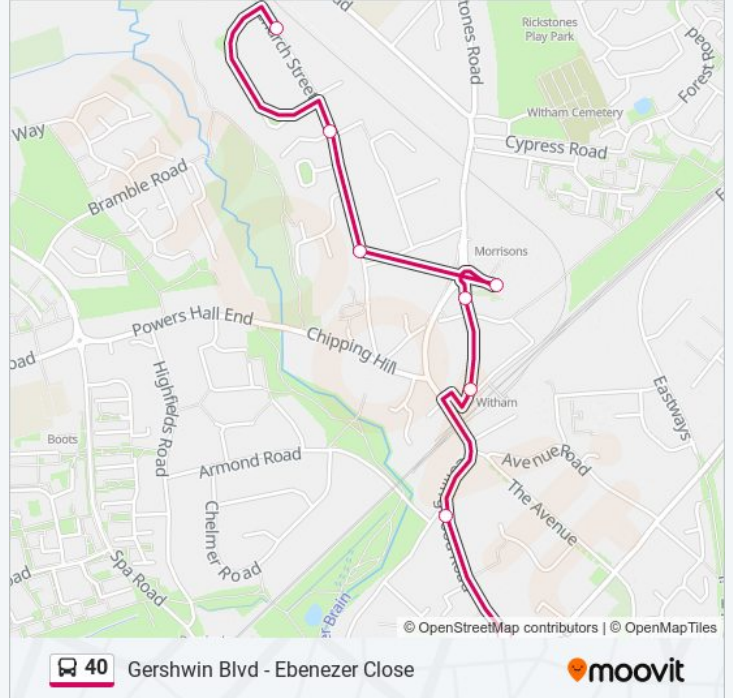 Rickstones
Play Park
Forest Road
Witham Cemetery
Cypress Road
Way
Bramble Road
Morrisons
Powers Hall End
Chipping Hill
Highfields Road
Witham
Eastways
Boots
Armond Road
Avenue Road
The Avenue
Chelmer Road
Spa Road
© OpenStreetMap contributors | © OpenMapTiles
40 Gershwin Blvd - Ebenezer Close
moovit